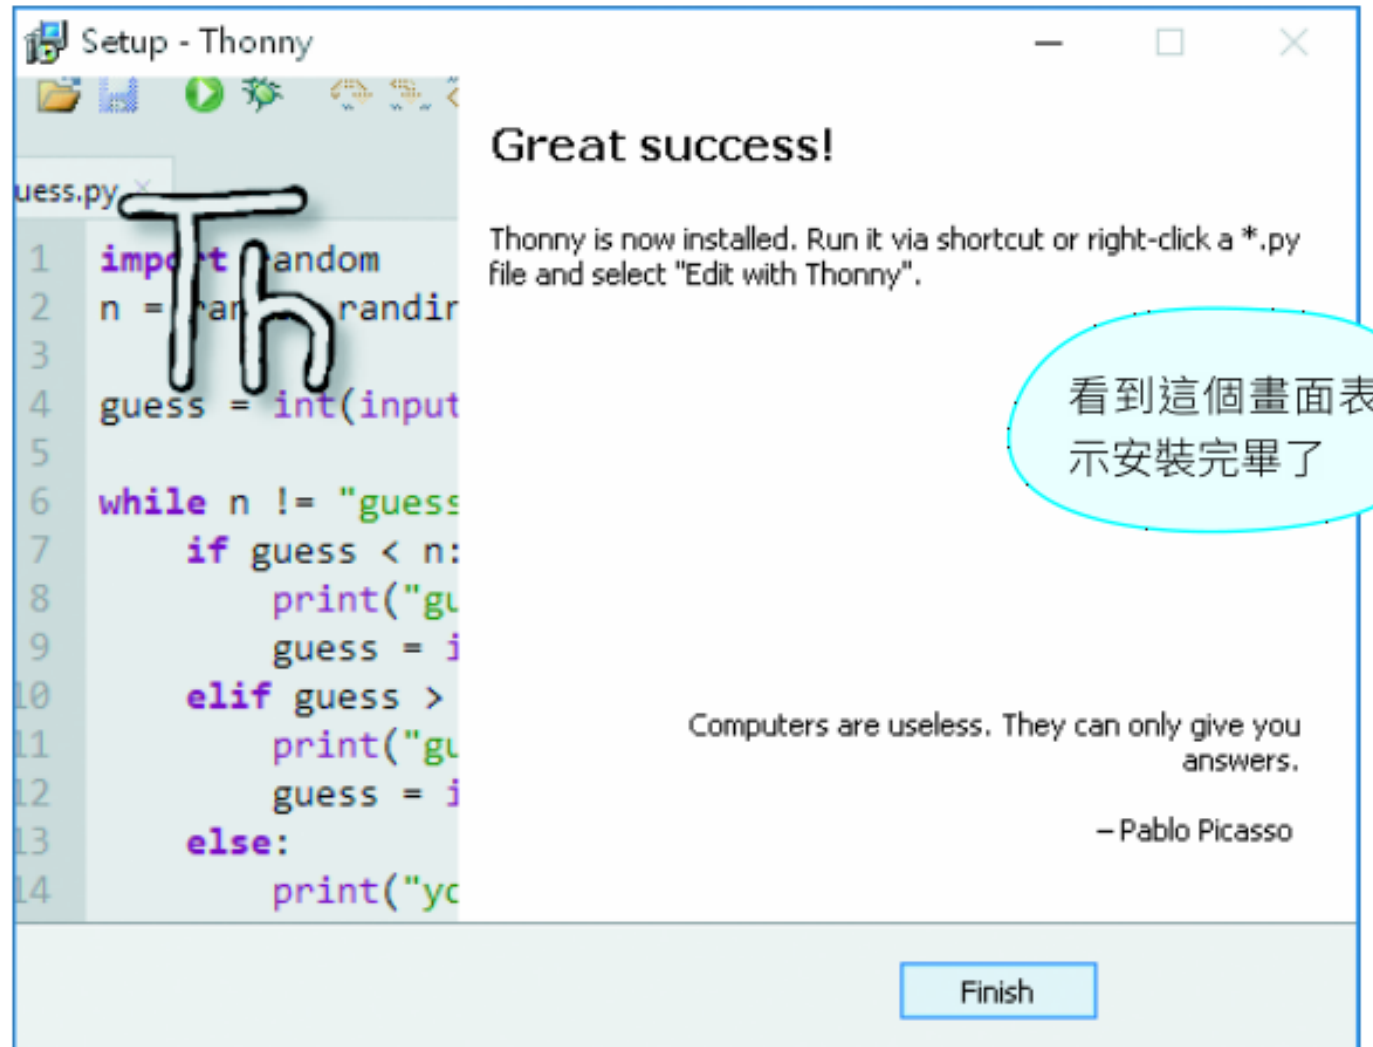 Setup - Thonny
uess.py
Th
1 import random
2 n = ran randin
3
4 guess = int(input
5
6 while n != "guess
7 if guess < n:
8 print("gu
9 guess = i
10 elif guess >
11 print("gu
12 guess = i
13 else:
14 print("yo
Great success!
Thonny is now installed. Run it via shortcut or right-click a *.py
file and select "Edit with Thonny".
看到這個畫面表
示安裝完畢了
Computers are useless. They can only give you
answers.
– Pablo Picasso
Finish